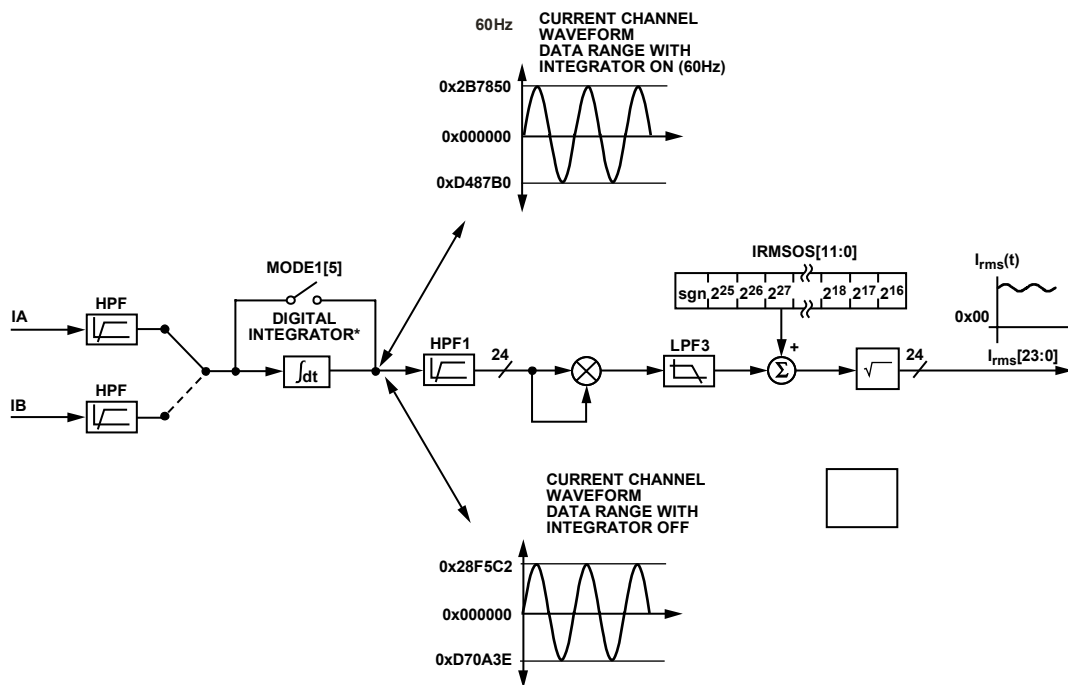 60Hz
CURRENT CHANNEL
WAVEFORM
DATA RANGE WITH
INTEGRATOR ON (60Hz)
0x2B7850
0x000000
0xD487B0
IRMSOS[11:0]
sgn 2^25 2^26 2^27 2^18 2^17 2^16
I_rms(t)
0x00
MODE1[5]
DIGITAL
INTEGRATOR*
IA
HPF
∫dt
HPF1
24
LPF3
+
Σ
√
24
I_rms[23:0]
IB
HPF
CURRENT CHANNEL
WAVEFORM
DATA RANGE WITH
INTEGRATOR OFF
0x28F5C2
0x000000
0xD70A3E